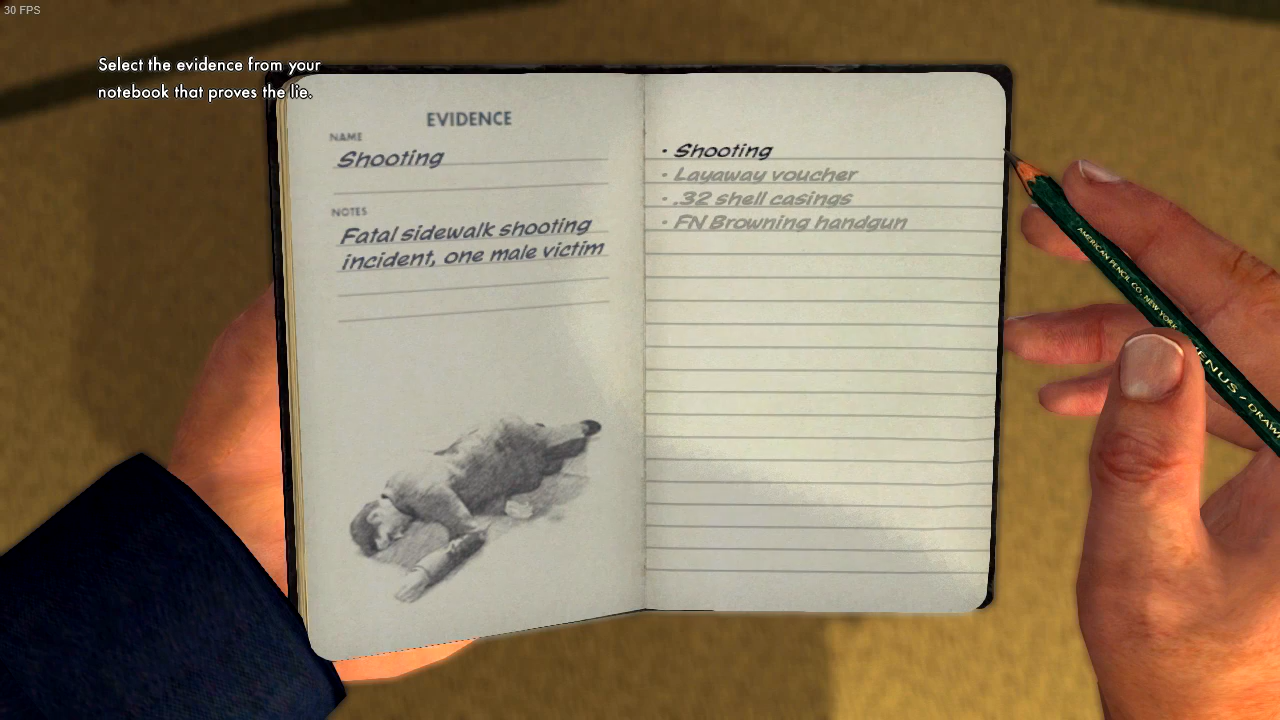 30 FPS
Select the evidence from your
notebook that proves the lie.
EVIDENCE
NAME
Shooting
NOTES
Fatal sidewalk shooting
incident, one male victim
• Shooting
• Layaway voucher
• .32 shell casings
• FN Browning handgun
AMERICAN PENCIL CO. NEW YORK
VENUS / DRAW